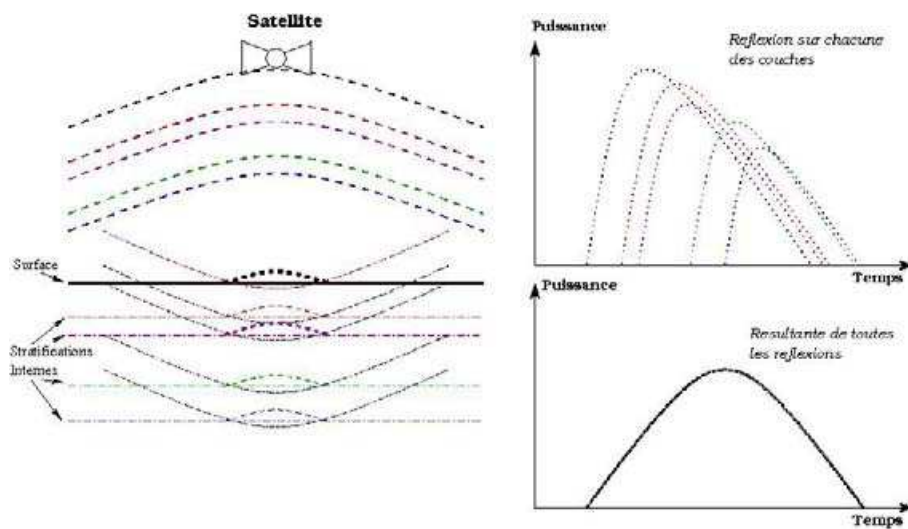 Satellite
Surface
Stratifications
Internes
Puissance
Reflexion sur chacune
des couches
Temps
Puissance
Resultante de toutes
les reflexions
Temps